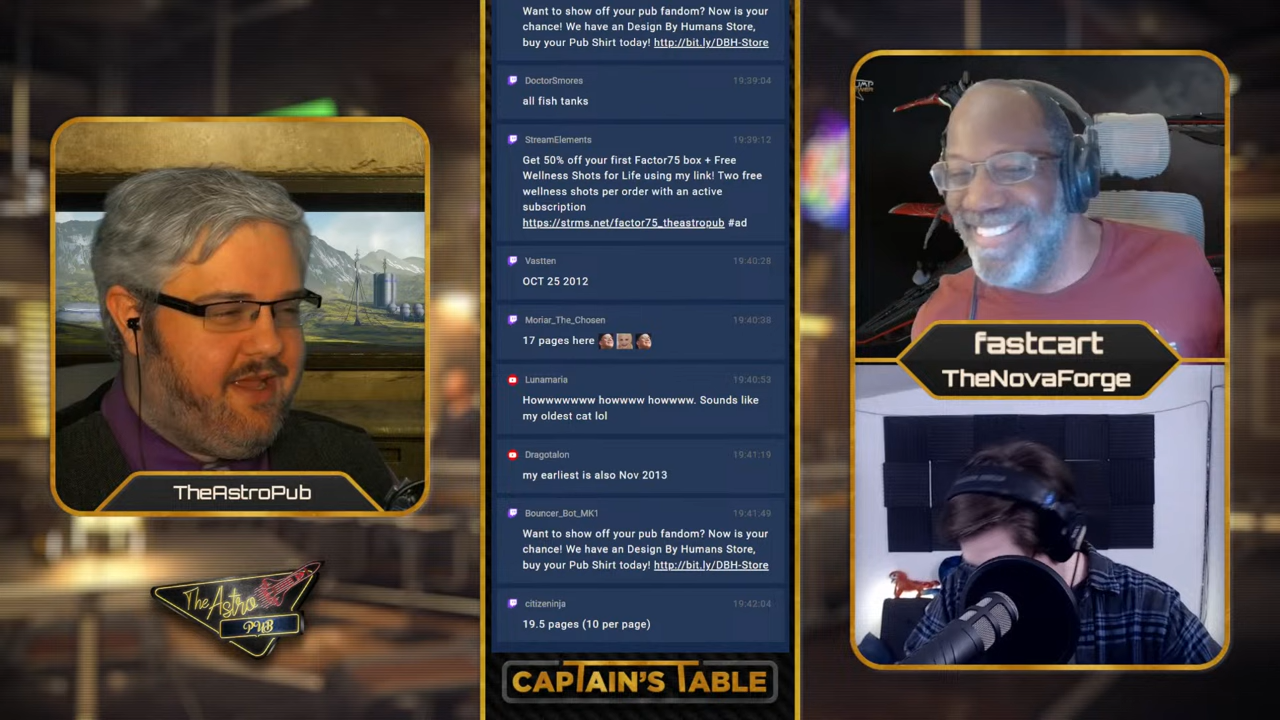 Want to show off your pub fandom? Now is your
chance! We have an Design By Humans Store,
buy your Pub Shirt today! http://bit.ly/DBH-Store
DoctorSmores 19:39:04
all fish tanks
StreamElements 19:39:12
Get 50% off your first Factor75 box + Free
Wellness Shots for Life using my link! Two free
wellness shots per order with an active
subscription
https://strms.net/factor75_theastropub #ad
Vastten 19:40:28
OCT 25 2012
Moriar_The_Chosen 19:40:38
17 pages here
Lunamaria 19:40:53
Howwwwwww howwww howwww. Sounds like
my oldest cat lol
Dragotalon 19:41:19
my earliest is also Nov 2013
Bouncer_Bot_MK1 19:41:49
Want to show off your pub fandom? Now is your
chance! We have an Design By Humans Store,
buy your Pub Shirt today! http://bit.ly/DBH-Store
citizeninja 19:42:04
19.5 pages (10 per page)
CAPTAIN'S TABLE
TheAstroPub
The Astro
PUB
fastcart
TheNovaForge